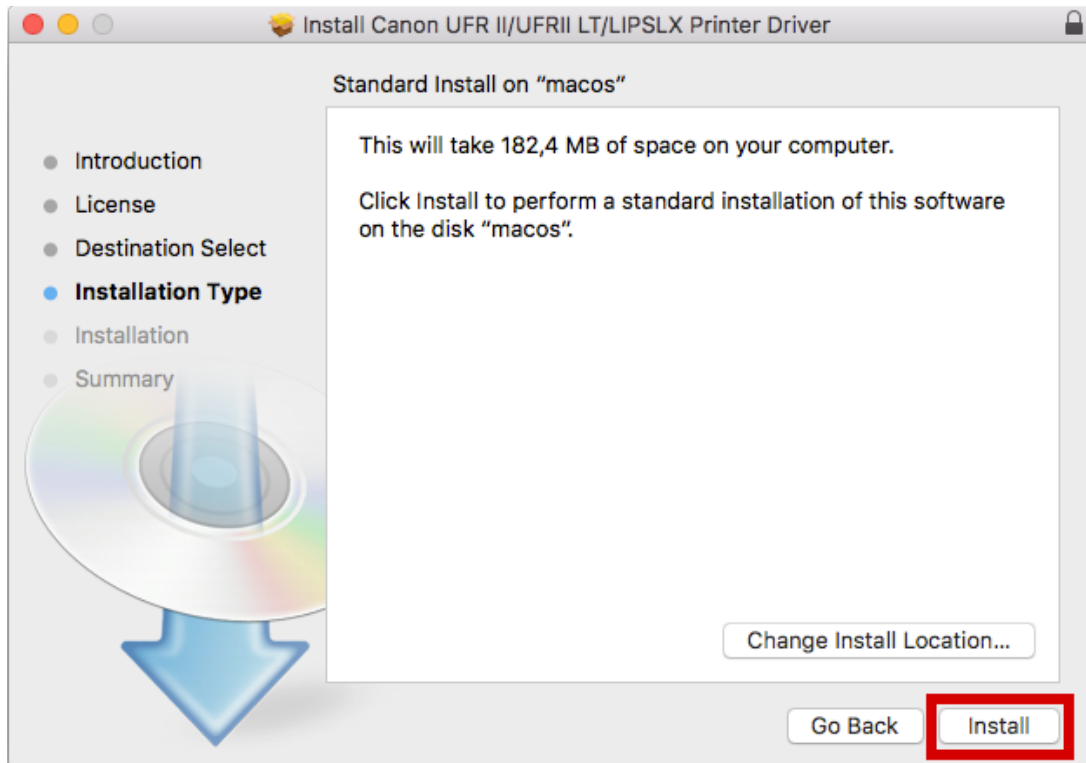 Install Canon UFR II/UFRII LT/LIPSLX Printer Driver
Standard Install on “macos”
Introduction
License
Destination Select
Installation Type
Installation
Summary
This will take 182,4 MB of space on your computer.
Click Install to perform a standard installation of this software
on the disk “macos”.
Change Install Location...
Go Back
Install